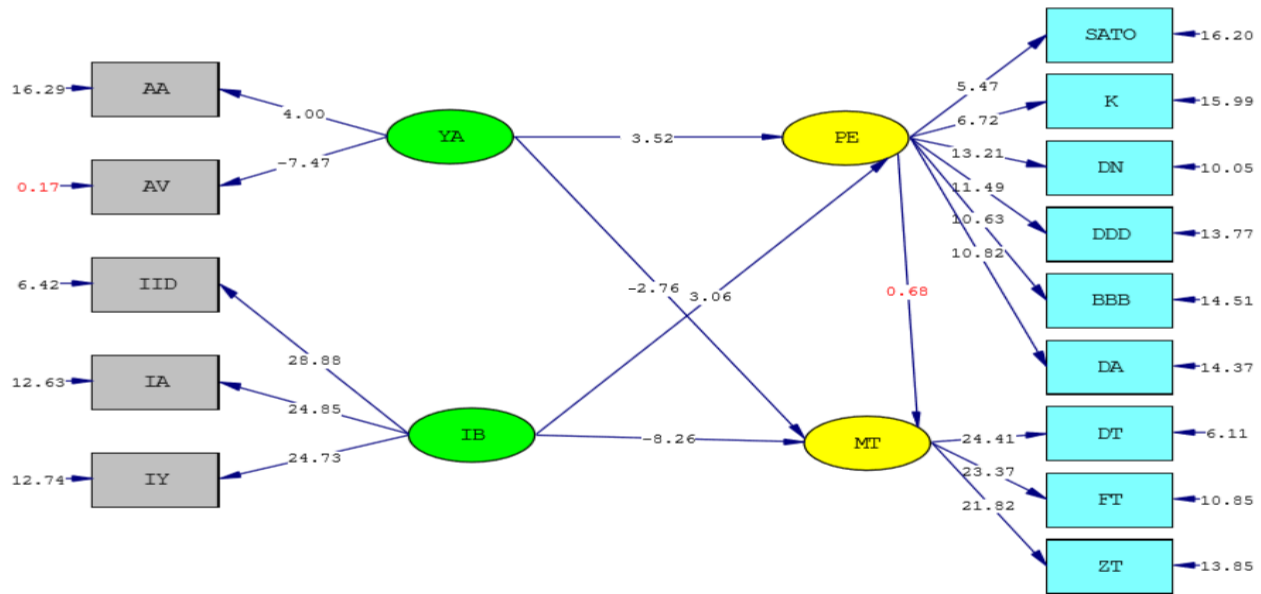 SATO
16.20
16.29
AA
5.47
K
15.99
4.00
6.72
YA
3.52
PE
13.21
DN
10.05
-7.47
0.17
AV
11.49
10.63
DDD
13.77
10.82
6.42
IID
-2.76
3.06
0.68
BBB
14.51
28.88
DA
14.37
12.63
IA
24.85
IB
-8.26
MT
24.41
DT
6.11
24.73
23.37
12.74
IY
21.82
FT
10.85
ZT
13.85